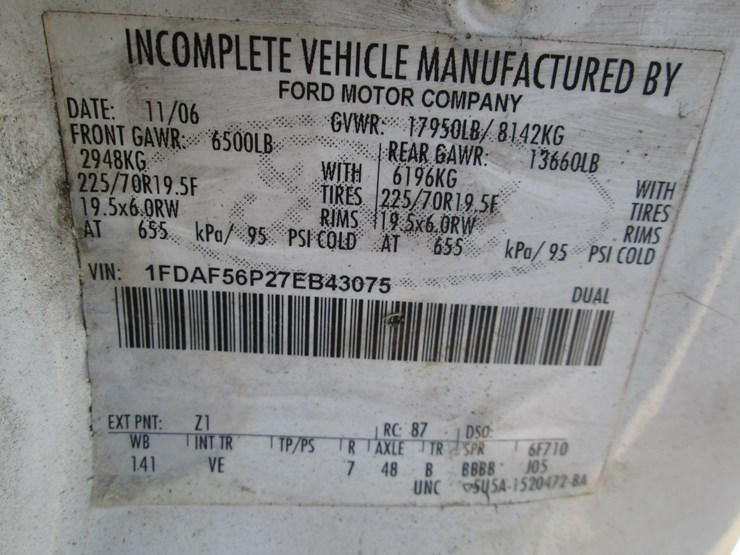 INCOMPLETE VEHICLE MANUFACTURED BY
FORD MOTOR COMPANY
DATE: 11/06 GVWR: 17950LB/ 8142KG
FRONT GAWR: 6500LB REAR GAWR: 13660LB
2948KG WITH 6196KG WITH
225/70R19.5F TIRES 225/70R19.5F TIRES
19.5x6.0RW RIMS 19.5x6.0RW RIMS
AT 655 kPa/ 95 PSI COLD AT 655 kPa/ 95 PSI COLD
VIN: 1FDAF56P27EB43075 DUAL
EXT PNT: Z1 RC: 87 DSO:
WB INT TR TP/PS R AXLE TR SPR 6F710
141 VE 7 48 B BBBB J05
UNC 5U5A-1520472-BA